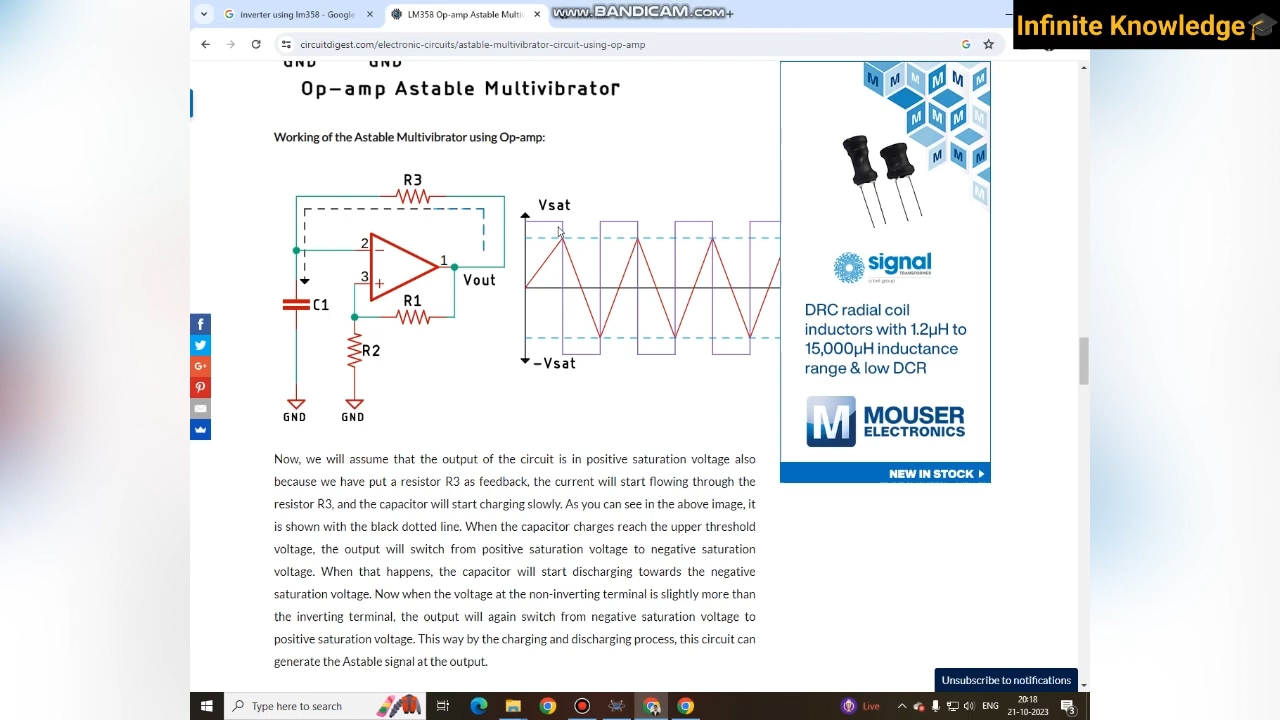 inverter using lm358 - Google
LM358 Op-amp Astable Multiv
WWW.BANDICAM.COM
Infinite Knowledge
circuitdigest.com/electronic-circuits/astable-multivibrator-circuit-using-op-amp
GND GND
Op-amp Astable Multivibrator
Working of the Astable Multivibrator using Op-amp:
R3
Vsat
2
1
3
Vout
C1
R1
R2
-Vsat
GND GND
M M M M
M M M
M M
M
signal
TRANSFORMER
DRC radial coil
inductors with 1.2µH to
15,000µH inductance
range & low DCR
M MOUSER
ELECTRONICS
NEW IN STOCK
Now, we will assume that the output of the circuit is in positive saturation voltage also
because we have put a resistor R3 as feedback, the current will start flowing through the
resistor R3, and the capacitor will start charging slowly. As you can see in the above image, it
is shown with the black dotted line. When the capacitor charges reach the upper threshold
voltage, the output will switch from positive saturation voltage to negative saturation
voltage. When that happens, the capacitor will start discharging towards the negative
saturation voltage. Now when the voltage at the non-inverting terminal is slightly more than
the inverting terminal, the output will again switch from negative saturation voltage to
positive saturation voltage. This way by the charging and discharging process, this circuit can
generate the Astable signal at the output.
Unsubscribe to notifications
Type here to search
Live
ENG
20:18
21-10-2023
3